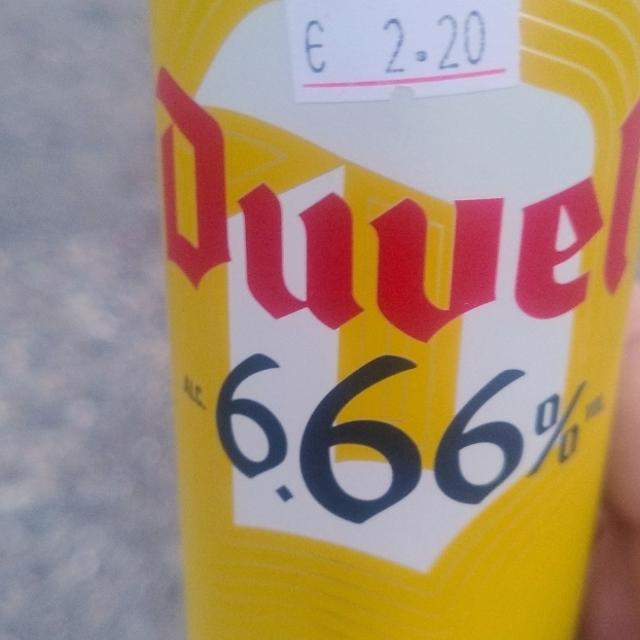 € 2.20
Duvel
ALC. 6.66% VOL.